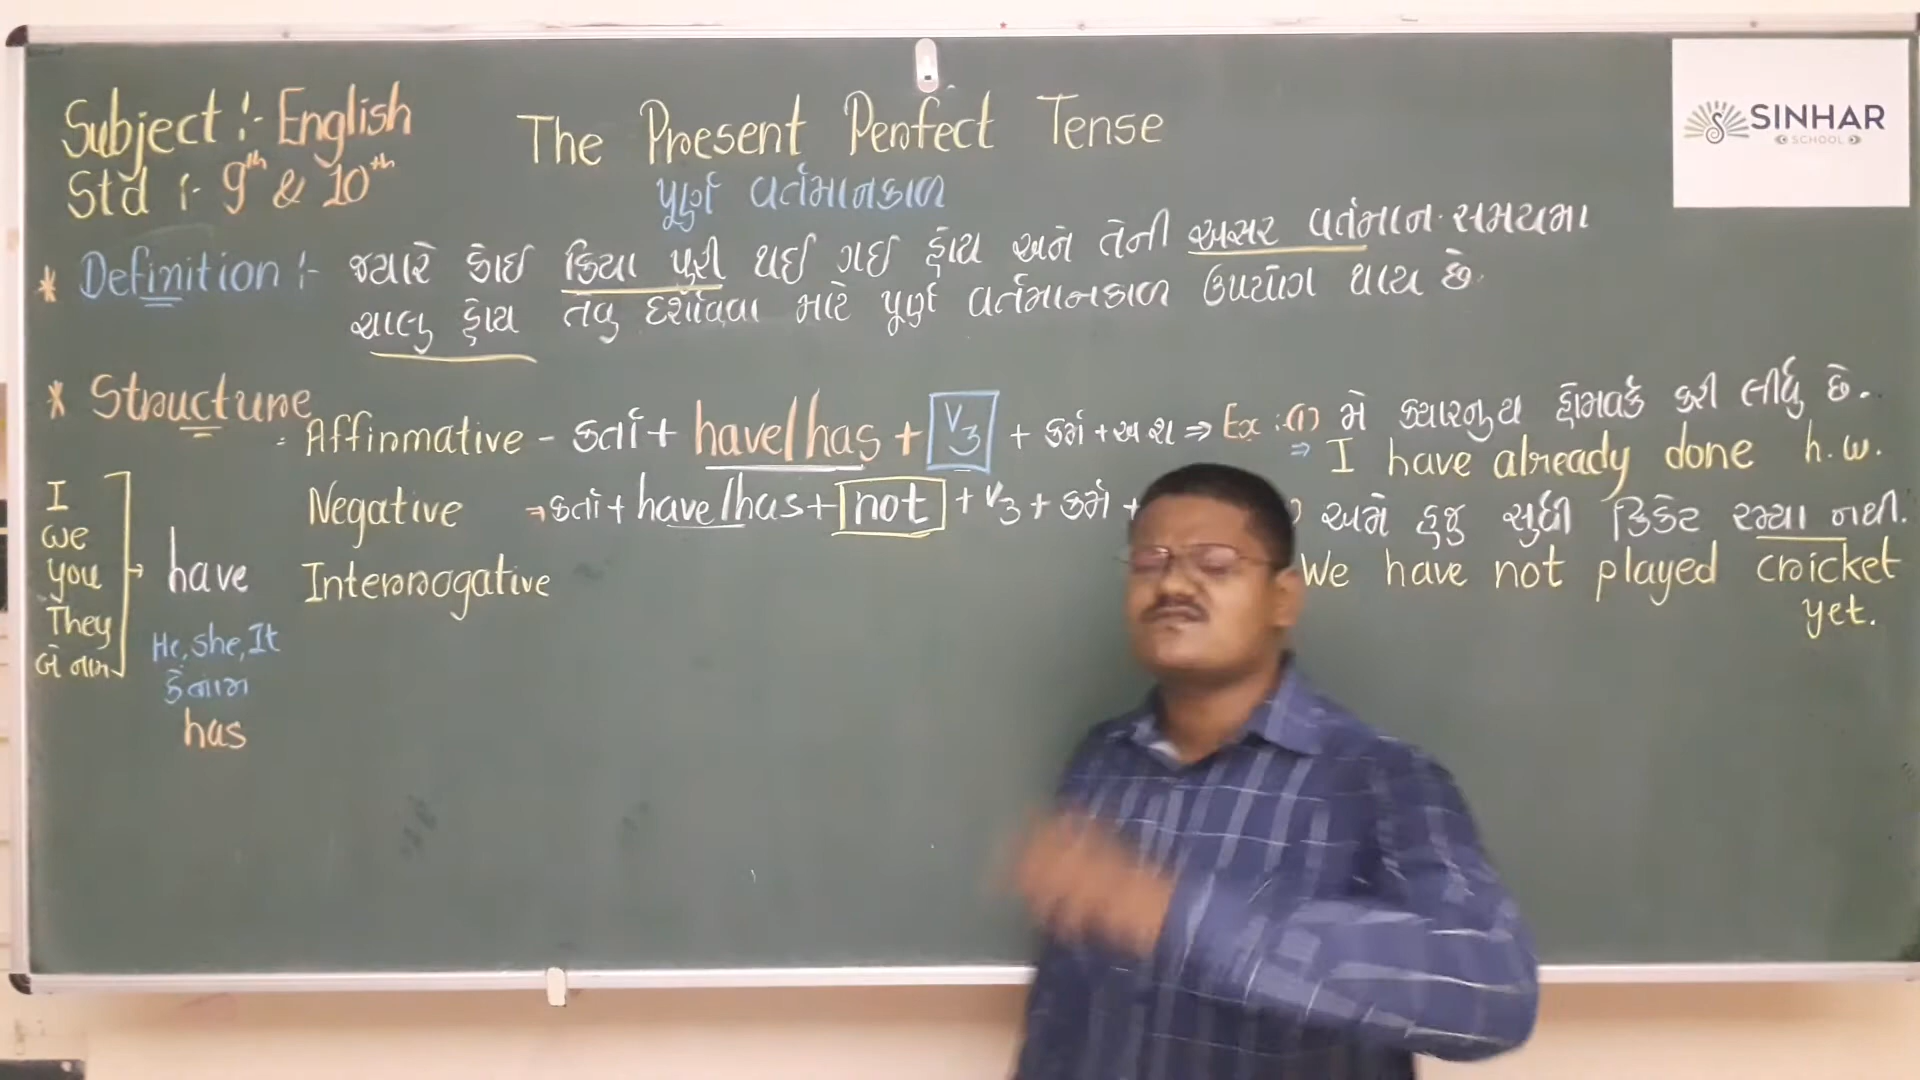 Subject :- English
Std :- 9th & 10th
The Present Perfect Tense
પૂર્ણ વર્તમાનકાળ
SINHAR
SCHOOL
* Definition :- જ્યારે કોઈ ક્રિયા પુરી થઈ ગઈ હોય અને તેની અસર વર્તમાન સમયમા
ચાલુ હોય તેવુ દર્શાવવા માટે પૂર્ણ વર્તમાનકાળ ઉપયોગ થાય છે.
* Structure
Affirmative - કર્તા + have/has + V3 + કર્મ + અ શ ⇒ Ex :(1) મે ક્યારનુય હોમવર્ક કરી લીધુ છે.
⇒ I have already done h.w.
Negative ⇒ કર્તા + have/has + not + V3 + કર્મ +
) અમે હજુ સુધી ક્રિકેટ રમ્યા નથી.
We have not played cricket
yet.
Interrogative
I
we
you
They
બે નામ
→ have
He, she, It
કે નામ
has